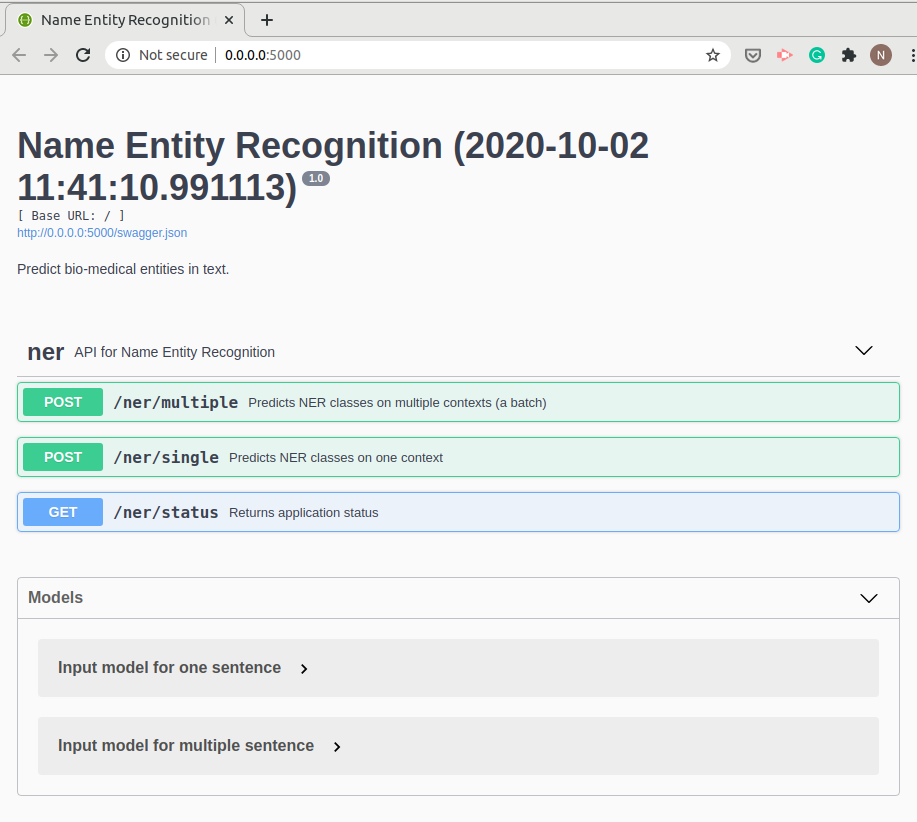 Name Entity Recognition
Not secure
0.0.0.0:5000
N
Name Entity Recognition (2020-10-02
11:41:10.991113) 1.0
[ Base URL: / ]
http://0.0.0.0:5000/swagger.json
Predict bio-medical entities in text.
ner API for Name Entity Recognition
POST /ner/multiple Predicts NER classes on multiple contexts (a batch)
POST /ner/single Predicts NER classes on one context
GET /ner/status Returns application status
Models
Input model for one sentence
Input model for multiple sentence